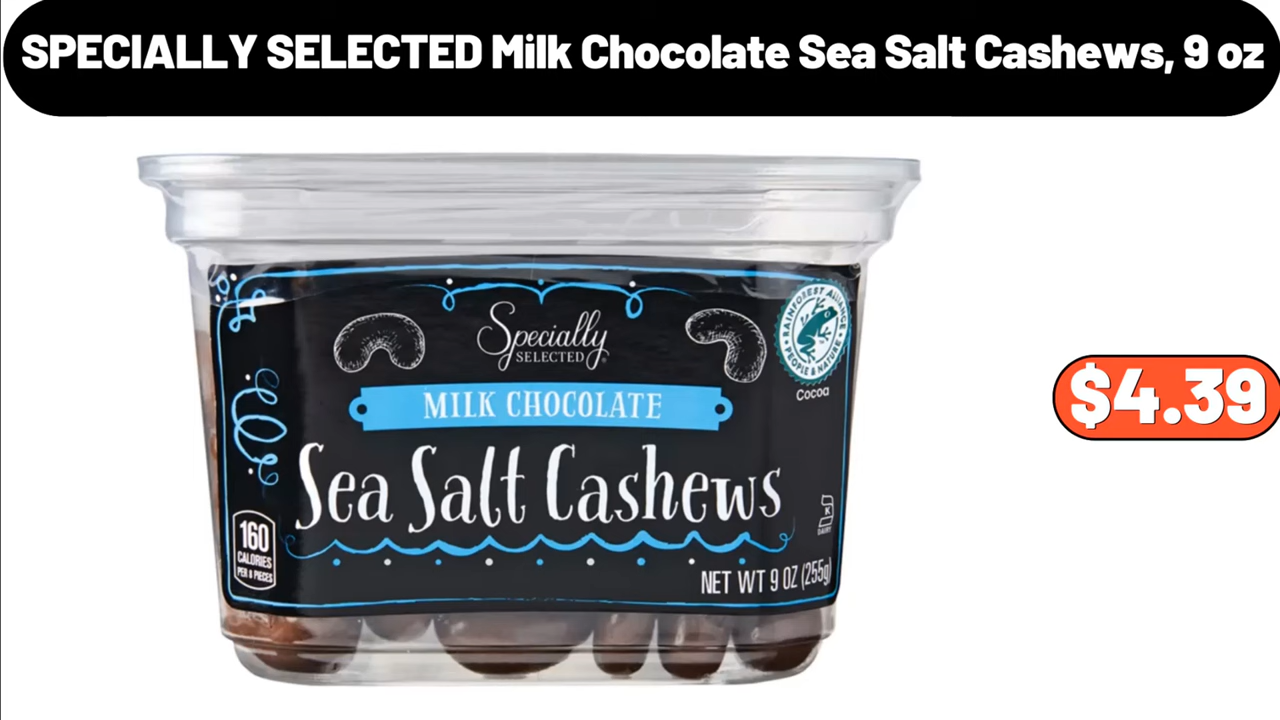 SPECIALLY SELECTED Milk Chocolate Sea Salt Cashews, 9 oz
Specially
SELECTED
RAINFOREST ALLIANCE
PEOPLE & NATURE
Cocoa
MILK CHOCOLATE
$4.39
Sea Salt Cashews
K
DAIRY
160
CALORIES
PER 8 PIECES
NET WT 9 OZ (255g)